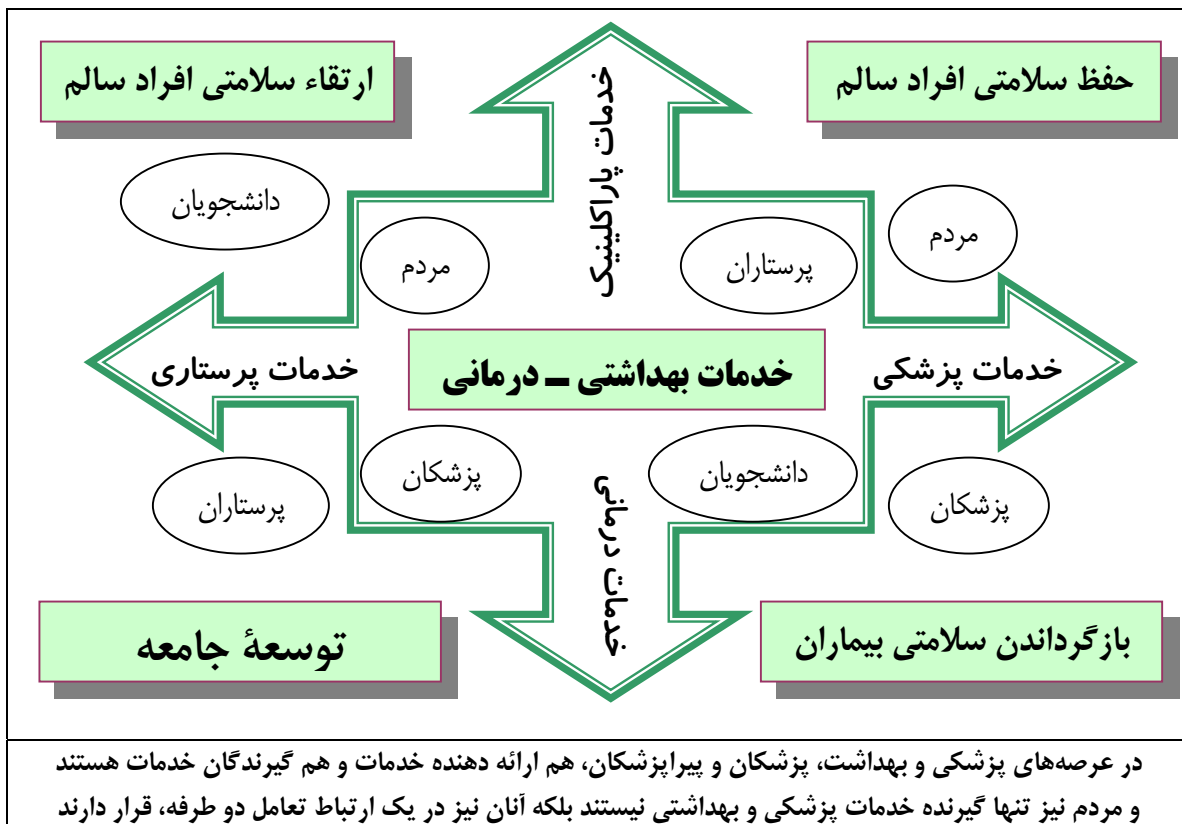 حفظ سلامتی افراد سالم
ارتقاء سلامتی افراد سالم
خدمات پاراکلینیک
دانشجویان
مردم
پرستاران
مردم
خدمات پزشکی
خدمات بهداشتی ــ درمانی
خدمات پرستاری
پزشکان
دانشجویان
پزشکان
پرستاران
خدمات درمانی
بازگرداندن سلامتی بیماران
توسعهٔ جامعه
در عرصه‌های پزشکی و بهداشت، پزشکان و پیراپزشکان، هم ارائه دهنده خدمات و هم گیرندگان خدمات هستند
و مردم نیز تنها گیرنده خدمات پزشکی و بهداشتی نیستند بلکه آنان نیز در یک ارتباط تعامل دو طرفه، قرار دارند